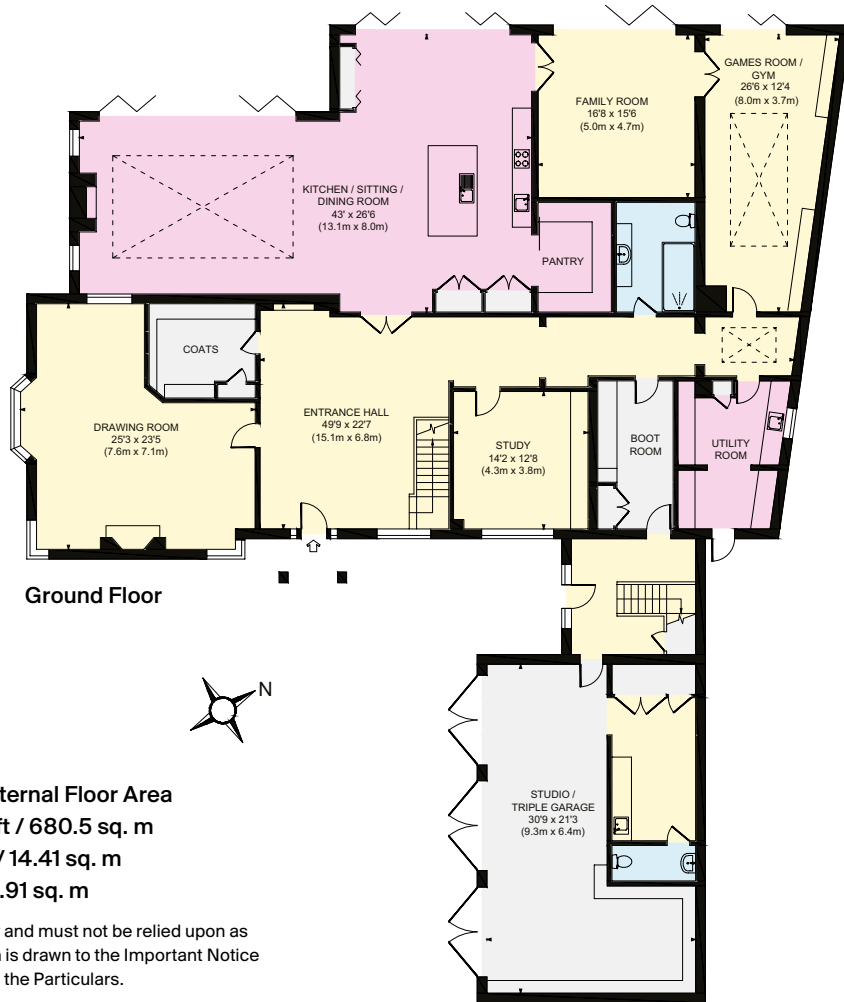 GAMES ROOM /
GYM
26'6 x 12'4
(8.0m x 3.7m)
FAMILY ROOM
16'8 x 15'6
(5.0m x 4.7m)
KITCHEN / SITTING /
DINING ROOM
43' x 26'6
(13.1m x 8.0m)
PANTRY
COATS
DRAWING ROOM
25'3 x 23'5
(7.6m x 7.1m)
ENTRANCE HALL
49'9 x 22'7
(15.1m x 6.8m)
STUDY
14'2 x 12'8
(4.3m x 3.8m)
BOOT
ROOM
UTILITY
ROOM
Ground Floor
N
STUDIO /
TRIPLE GARAGE
30'9 x 21'3
(9.3m x 6.4m)
ternal Floor Area
ft / 680.5 sq. m
/ 14.41 sq. m
.91 sq. m
and must not be relied upon as
is drawn to the Important Notice
the Particulars.